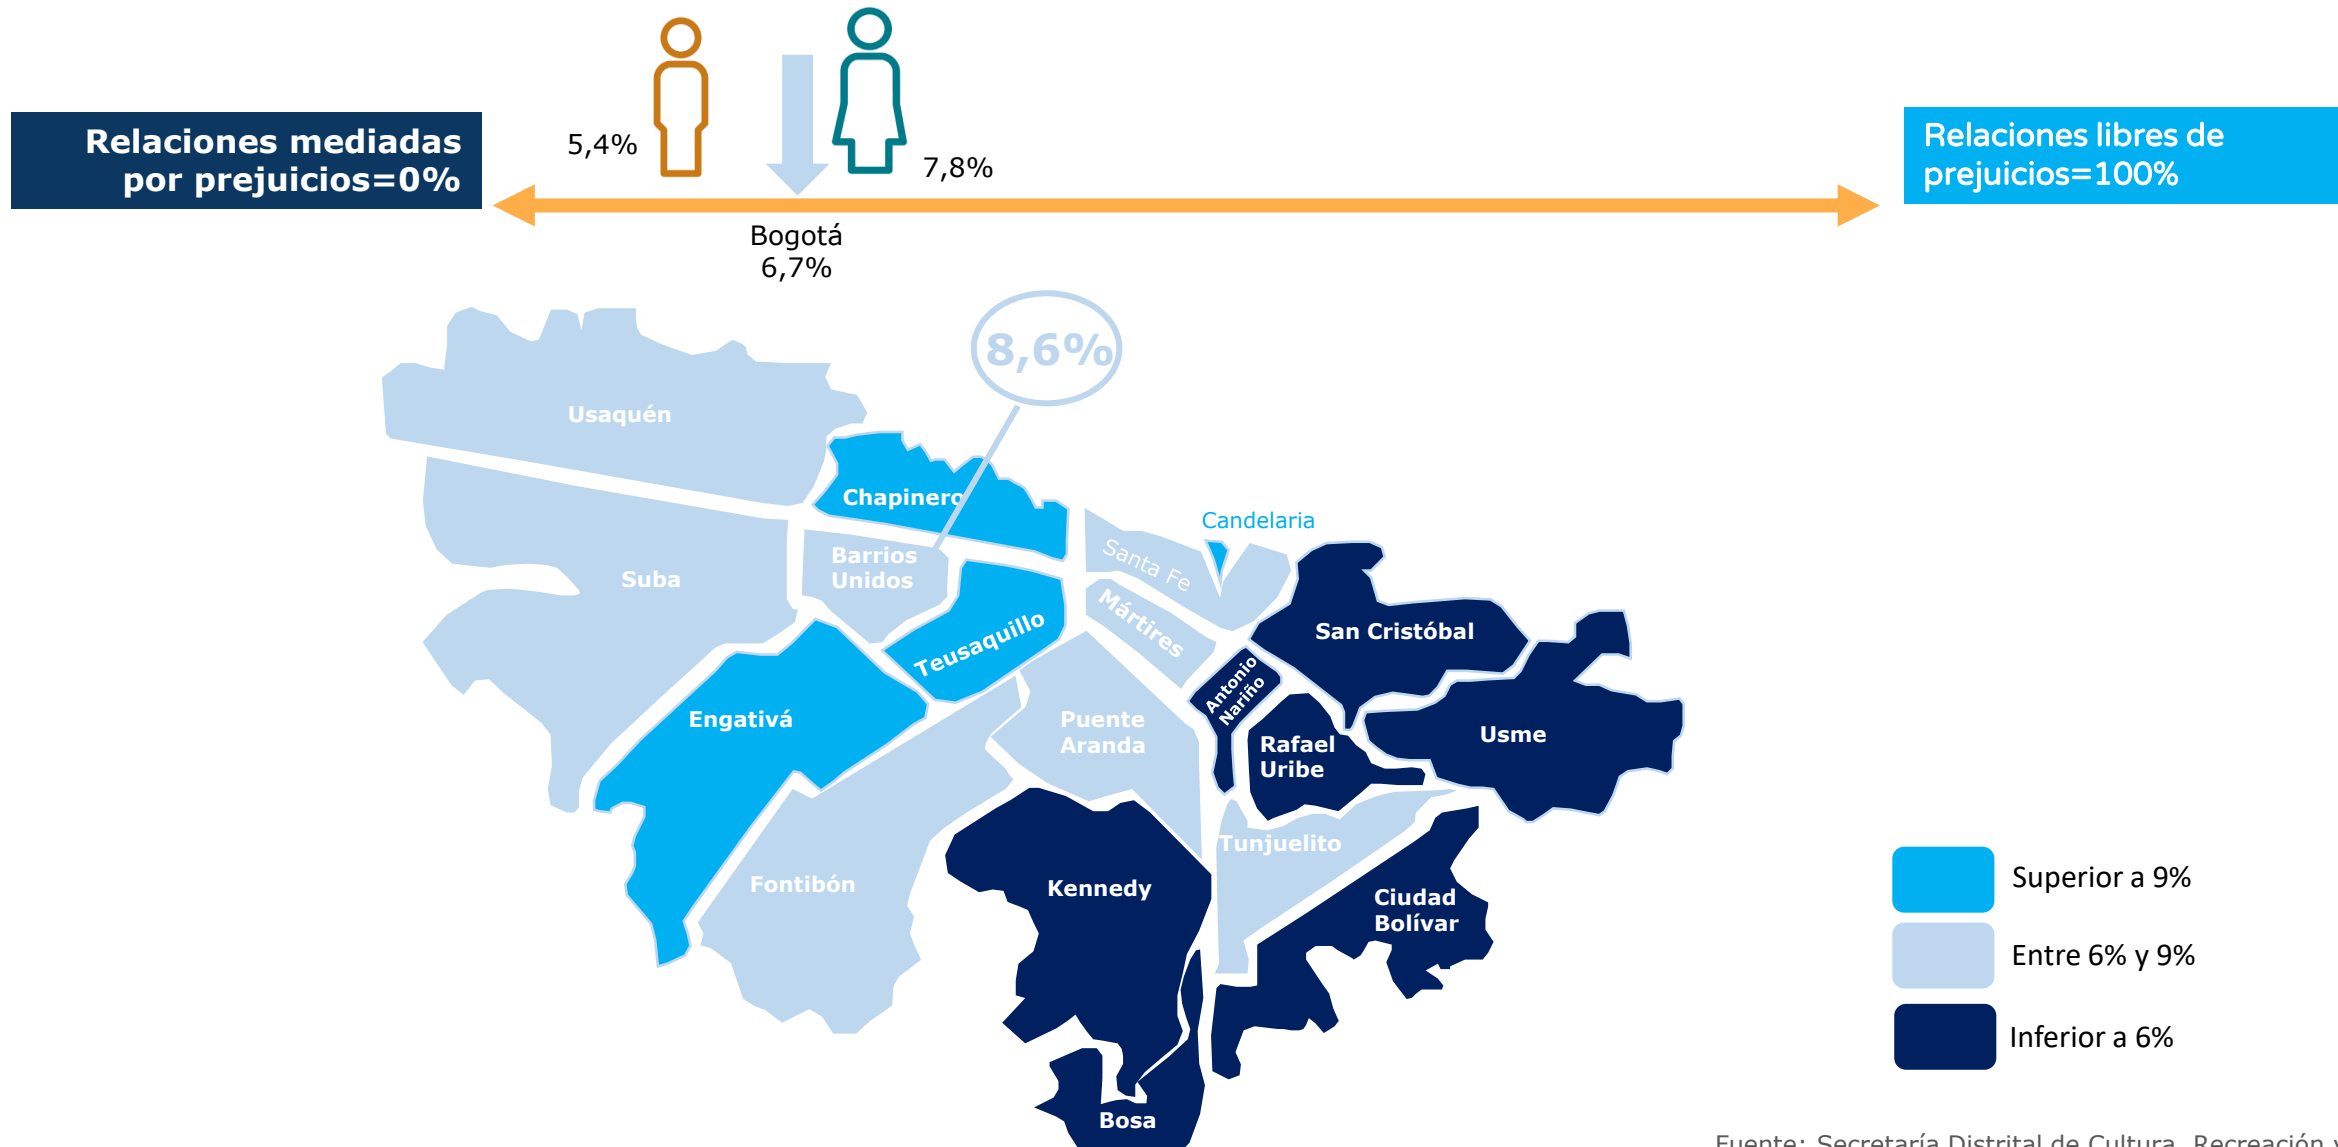 5,4%
7,8%
Relaciones mediadas
por prejuicios=0%
Relaciones libres de
prejuicios=100%
Bogotá
6,7%
8,6%
Usaquén
Chapinero
Candelaria
Santa Fe
Barrios
Unidos
Suba
Mártires
Teusaquillo
San Cristóbal
Antonio
Nariño
Engativá
Puente
Aranda
Rafael
Uribe
Usme
Tunjuelito
Fontibón
Kennedy
Ciudad
Bolívar
Bosa
Superior a 9%
Entre 6% y 9%
Inferior a 6%
Fuente: Secretaría Distrital de Cultura, Recreación y